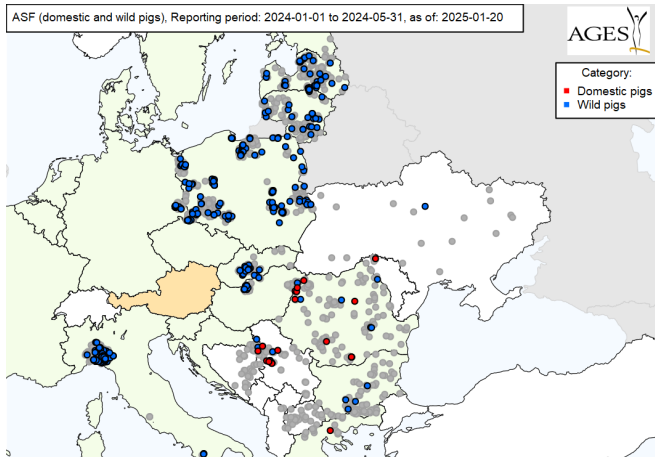 ASF (domestic and wild pigs), Reporting period: 2024-01-01 to 2024-05-31, as of: 2025-01-20
AGES
Category:
Domestic pigs
Wild pigs